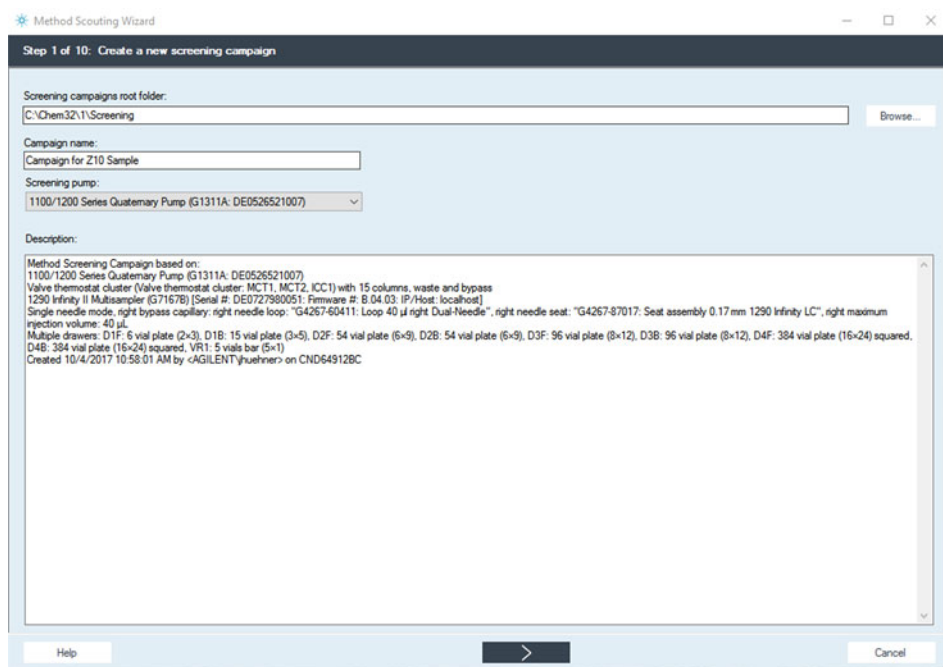 Method Scouting Wizard
Step 1 of 10: Create a new screening campaign
Screening campaigns root folder:
C:\Chem32\1\Screening
Browse...
Campaign name:
Campaign for Z10 Sample
Screening pump:
1100/1200 Series Quaternary Pump (G1311A: DE0526521007)
Description:
Method Screening Campaign based on:
1100/1200 Series Quaternary Pump (G1311A: DE0526521007)
Valve thermostat cluster (Valve thermostat cluster: MCT1, MCT2, ICC1) with 15 columns, waste and bypass
1290 Infinity II Multisampler (G7167B) [Serial #: DE0727980051: Firmware #: B.04.03: IP/Host: localhost]
Single needle mode, right bypass capillary: right needle loop: "G4267-60411: Loop 40 µl right Dual-Needle", right needle seat: "G4267-87017: Seat assembly 0.17 mm 1290 Infinity LC", right maximum
injection volume: 40 µL
Multiple drawers: D1F: 6 vial plate (2×3), D1B: 15 vial plate (3×5), D2F: 54 vial plate (6×9), D2B: 54 vial plate (6×9), D3F: 96 vial plate (8×12), D3B: 96 vial plate (8×12), D4F: 384 vial plate (16×24) squared,
D4B: 384 vial plate (16×24) squared, VR1: 5 vials bar (5×1)
Created 10/4/2017 10:58:01 AM by <AGILENT\jhuehner> on CND64912BC
Help
Cancel